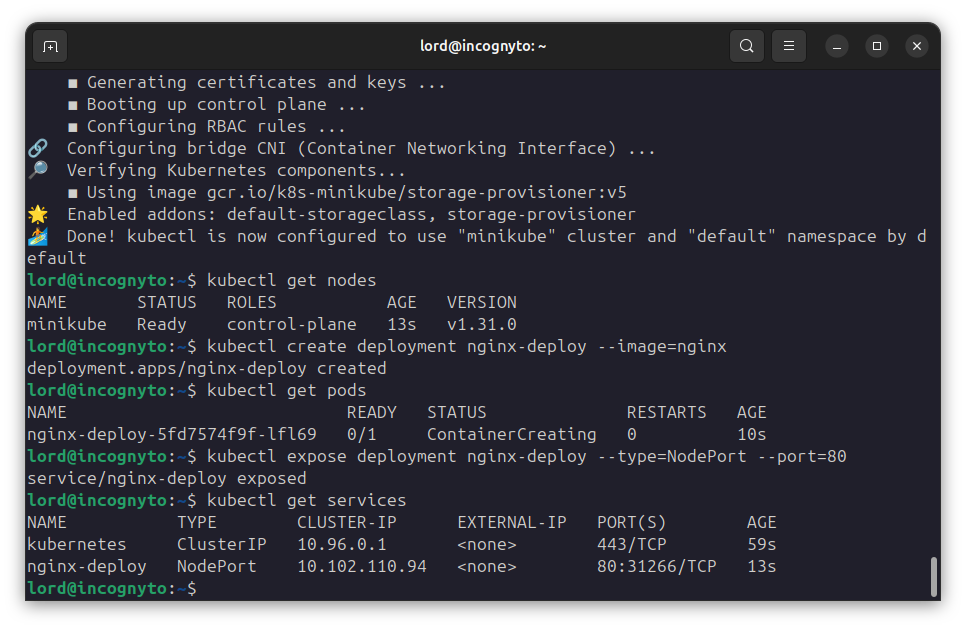 lord@incognyto: ~
■ Generating certificates and keys ...
■ Booting up control plane ...
■ Configuring RBAC rules ...
🔗 Configuring bridge CNI (Container Networking Interface) ...
🔎 Verifying Kubernetes components...
■ Using image gcr.io/k8s-minikube/storage-provisioner:v5
🌟 Enabled addons: default-storageclass, storage-provisioner
🏄 Done! kubectl is now configured to use "minikube" cluster and "default" namespace by d
efault
lord@incognyto:~$ kubectl get nodes
NAME       STATUS   ROLES           AGE   VERSION
minikube   Ready    control-plane   13s   v1.31.0
lord@incognyto:~$ kubectl create deployment nginx-deploy --image=nginx
deployment.apps/nginx-deploy created
lord@incognyto:~$ kubectl get pods
NAME                            READY   STATUS              RESTARTS   AGE
nginx-deploy-5fd7574f9f-lfl69   0/1     ContainerCreating   0          10s
lord@incognyto:~$ kubectl expose deployment nginx-deploy --type=NodePort --port=80
service/nginx-deploy exposed
lord@incognyto:~$ kubectl get services
NAME           TYPE        CLUSTER-IP      EXTERNAL-IP   PORT(S)        AGE
kubernetes     ClusterIP   10.96.0.1       <none>        443/TCP        59s
nginx-deploy   NodePort    10.102.110.94   <none>        80:31266/TCP   13s
lord@incognyto:~$